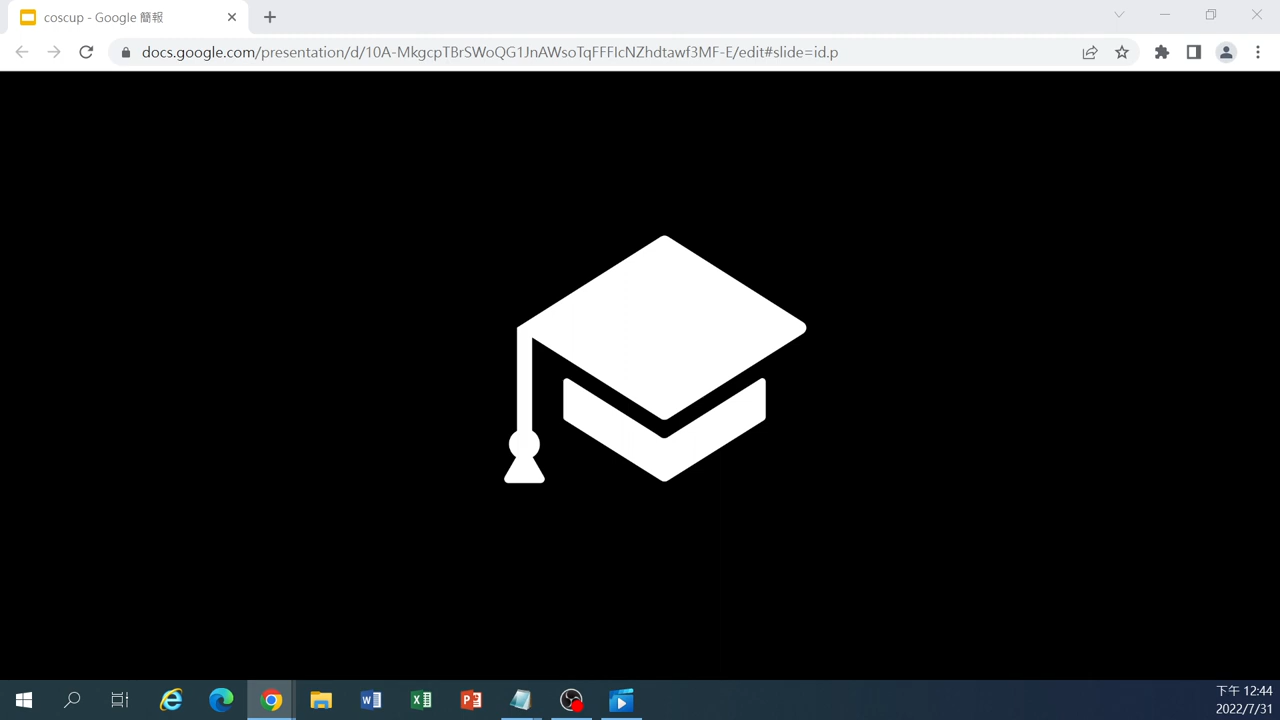 coscup - Google 簡報
docs.google.com/presentation/d/10A-MkgcpTBrSWoQG1JnAWsoTqFFFIcNZhdtawf3MF-E/edit#slide=id.p
下午 12:44
2022/7/31